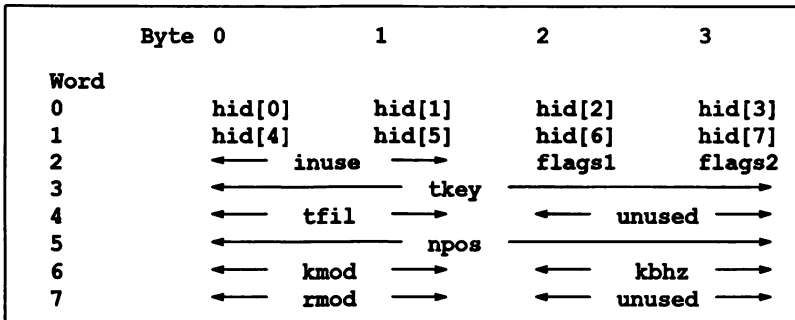 Byte 0 1 2 3
Word
0 hid[0] hid[1] hid[2] hid[3]
1 hid[4] hid[5] hid[6] hid[7]
2 inuse flags1 flags2
3 tkey
4 tfil unused
5 npos
6 kmod kbhz
7 rmod unused